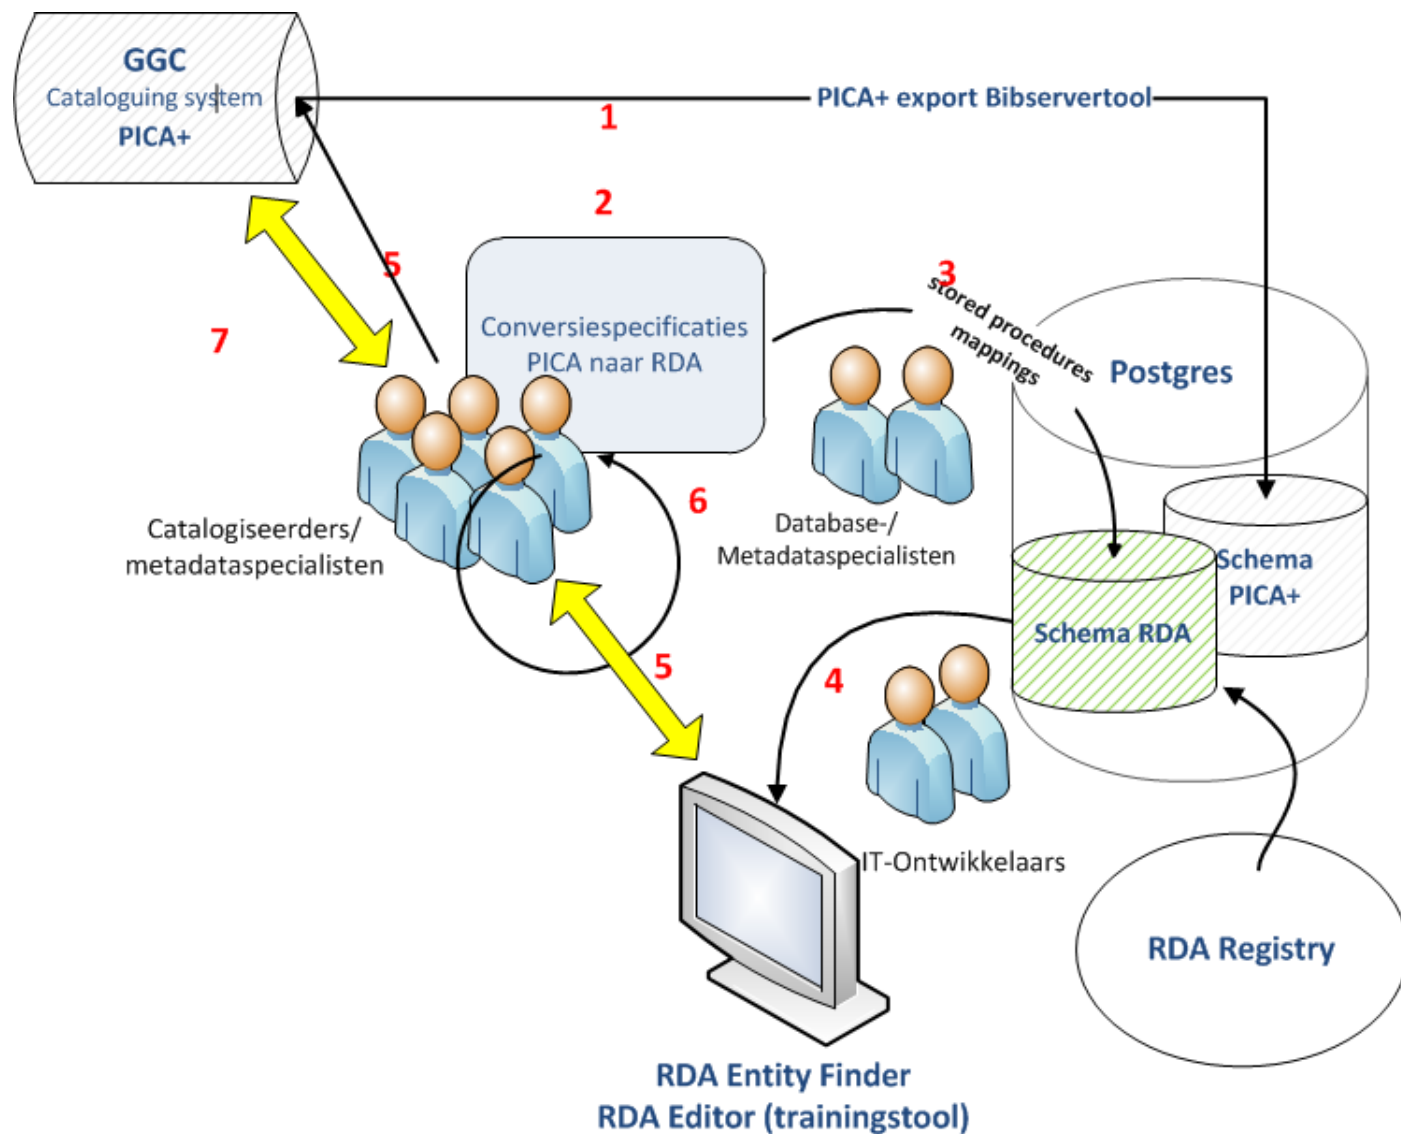 GGC
Cataloguing system
PICA+
PICA+ export Bibservertool
1
2
5
3
stored procedures
mappings
7
Conversiespecificaties
PICA naar RDA
Postgres
6
Catalogiseerders/
metadataspecialisten
Database-/
Metadataspecialisten
Schema
PICA+
Schema RDA
5
4
IT-Ontwikkelaars
RDA Registry
RDA Entity Finder
RDA Editor (trainingstool)